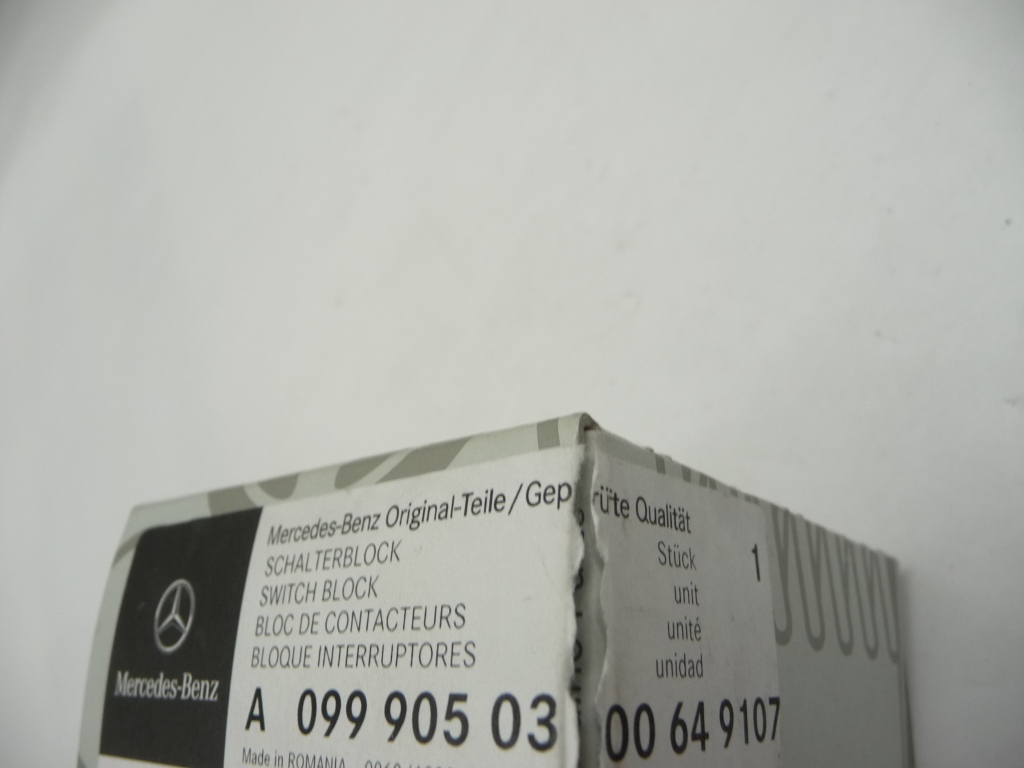 Mercedes-Benz Original-Teile/Geprüfte Qualität
SCHALTERBLOCK Stück 1
SWITCH BLOCK unit
BLOC DE CONTACTEURS unité
BLOQUE INTERRUPTORES unidad
Mercedes-Benz
A 099 905 03 00 64 9107
Made in ROMANIA